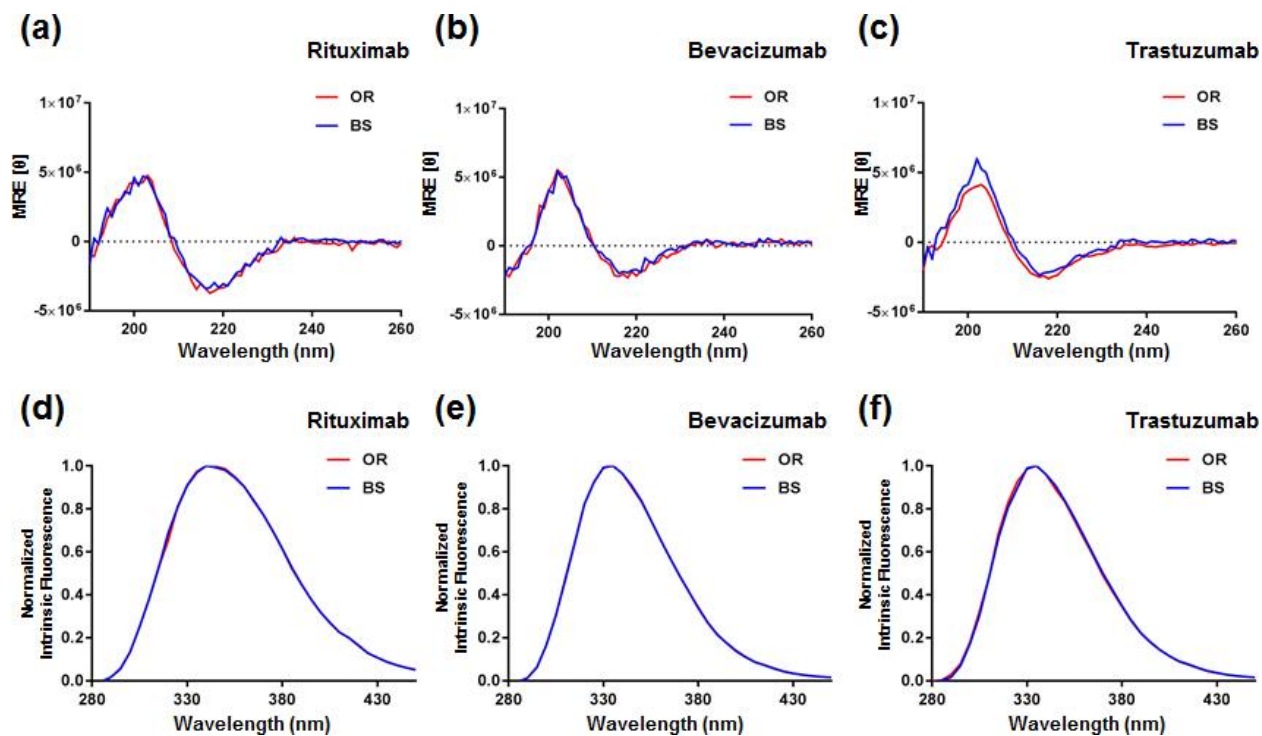 (a)
Rituximab
OR
BS
1×10⁷
5×10⁶
0
-5×10⁶
MRE [θ]
200
220
240
260
Wavelength (nm)
(b)
Bevacizumab
OR
BS
1×10⁷
5×10⁶
0
-5×10⁶
MRE [θ]
200
220
240
260
Wavelength (nm)
(c)
Trastuzumab
OR
BS
1×10⁷
5×10⁶
0
-5×10⁶
MRE [θ]
200
220
240
260
Wavelength (nm)
(d)
Rituximab
OR
BS
1.0
0.8
0.6
0.4
0.2
0.0
Normalized
Intrinsic Fluorescence
280
330
380
430
Wavelength (nm)
(e)
Bevacizumab
OR
BS
1.0
0.8
0.6
0.4
0.2
0.0
Normalized
Intrinsic Fluorescence
280
330
380
430
Wavelength (nm)
(f)
Trastuzumab
OR
BS
1.0
0.8
0.6
0.4
0.2
0.0
Normalized
Intrinsic Fluorescence
280
330
380
430
Wavelength (nm)